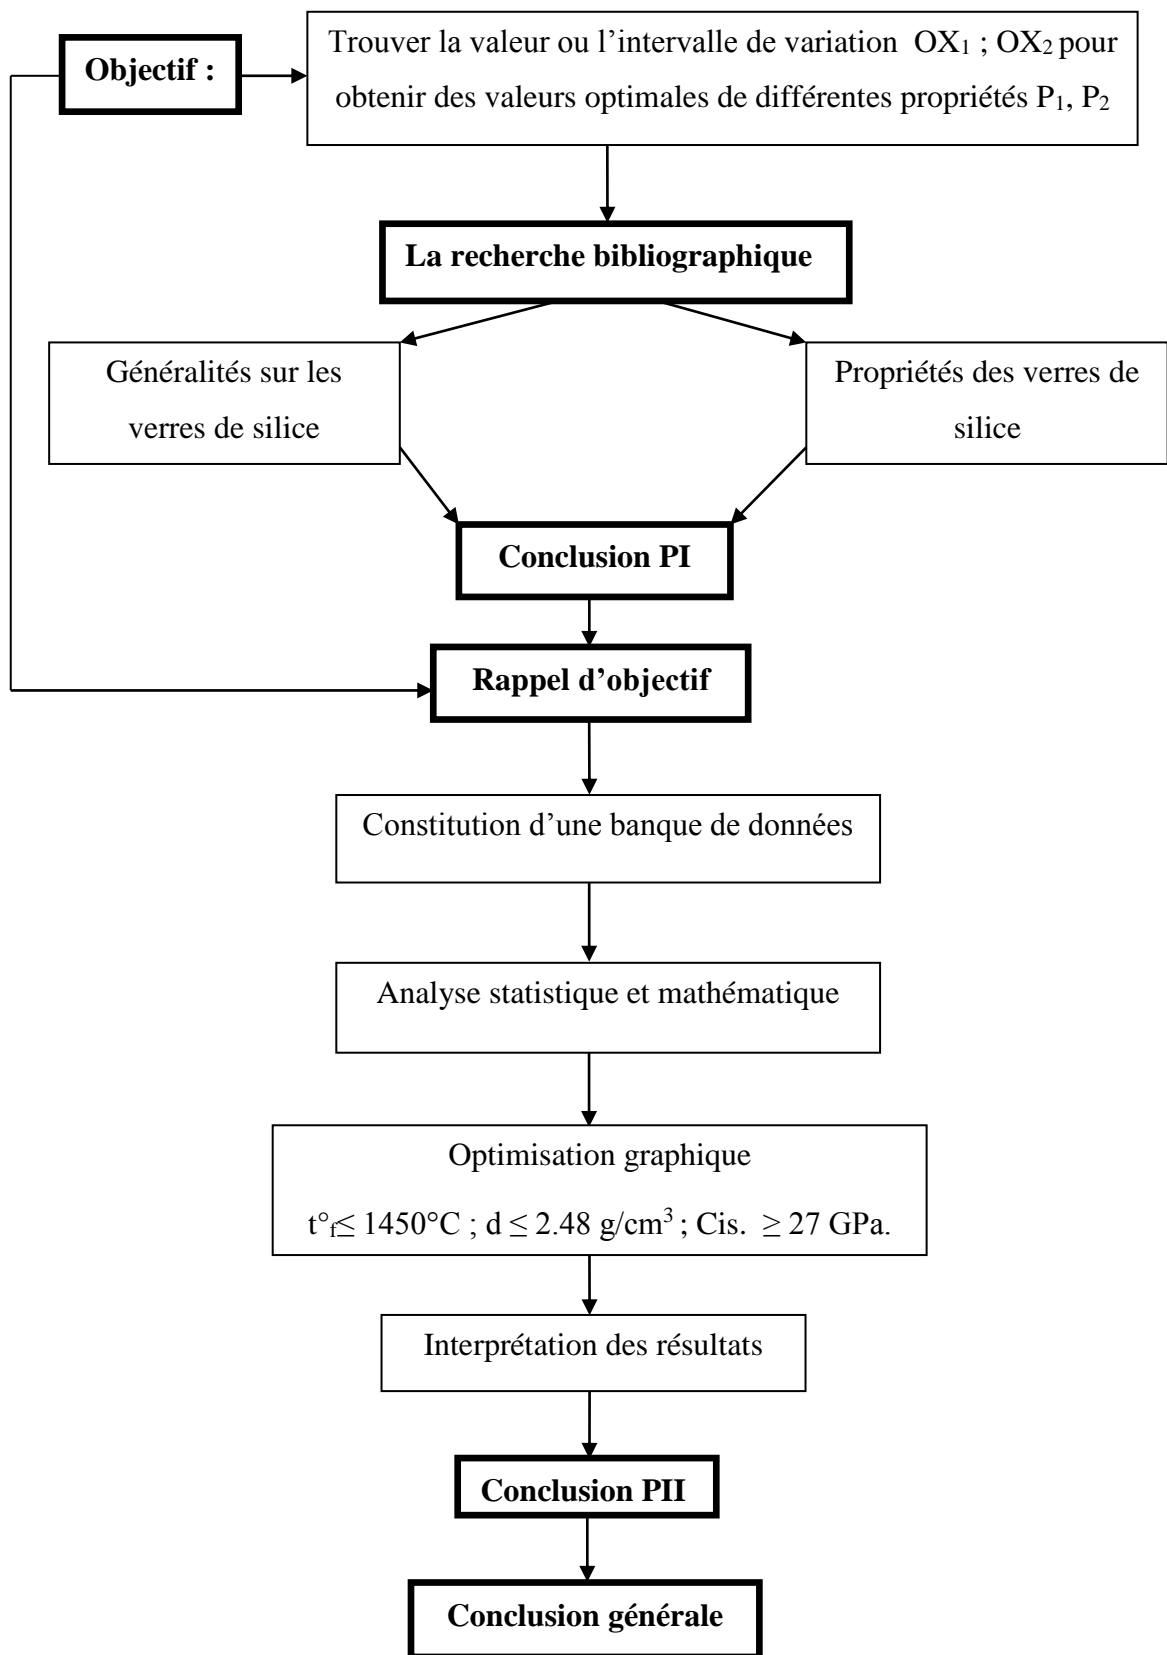 Objectif :
Trouver la valeur ou l’intervalle de variation OX₁ ; OX₂ pour
obtenir des valeurs optimales de différentes propriétés P₁, P₂
La recherche bibliographique
Généralités sur les
verres de silice
Propriétés des verres de
silice
Conclusion PI
Rappel d’objectif
Constitution d’une banque de données
Analyse statistique et mathématique
Optimisation graphique
t°f≤ 1450°C ; d ≤ 2.48 g/cm³ ; Cis. ≥ 27 GPa.
Interprétation des résultats
Conclusion PII
Conclusion générale